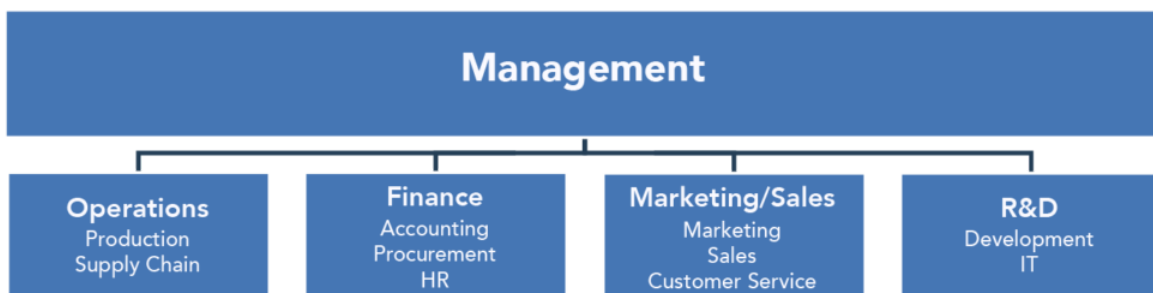 Management
Operations
Production
Supply Chain
Finance
Accounting
Procurement
HR
Marketing/Sales
Marketing
Sales
Customer Service
R&D
Development
IT